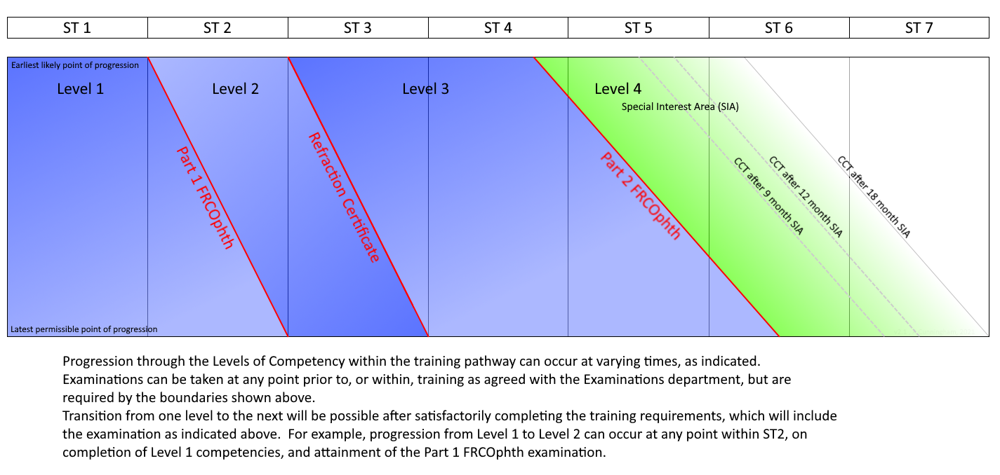 ST 1
ST 2
ST 3
ST 4
ST 5
ST 6
ST 7
Earliest likely point of progression
Level 1
Level 2
Level 3
Level 4
Special Interest Area (SIA)
Part 1 FRCOphth
Refraction Certificate
Part 2 FRCOphth
CCT after 9 month SIA
CCT after 12 month SIA
CCT after 18 month SIA
Latest permissible point of progression
Progression through the Levels of Competency within the training pathway can occur at varying times, as indicated.
Examinations can be taken at any point prior to, or within, training as agreed with the Examinations department, but are
required by the boundaries shown above.
Transition from one level to the next will be possible after satisfactorily completing the training requirements, which will include
the examination as indicated above.  For example, progression from Level 1 to Level 2 can occur at any point within ST2, on
completion of Level 1 competencies, and attainment of the Part 1 FRCOphth examination.